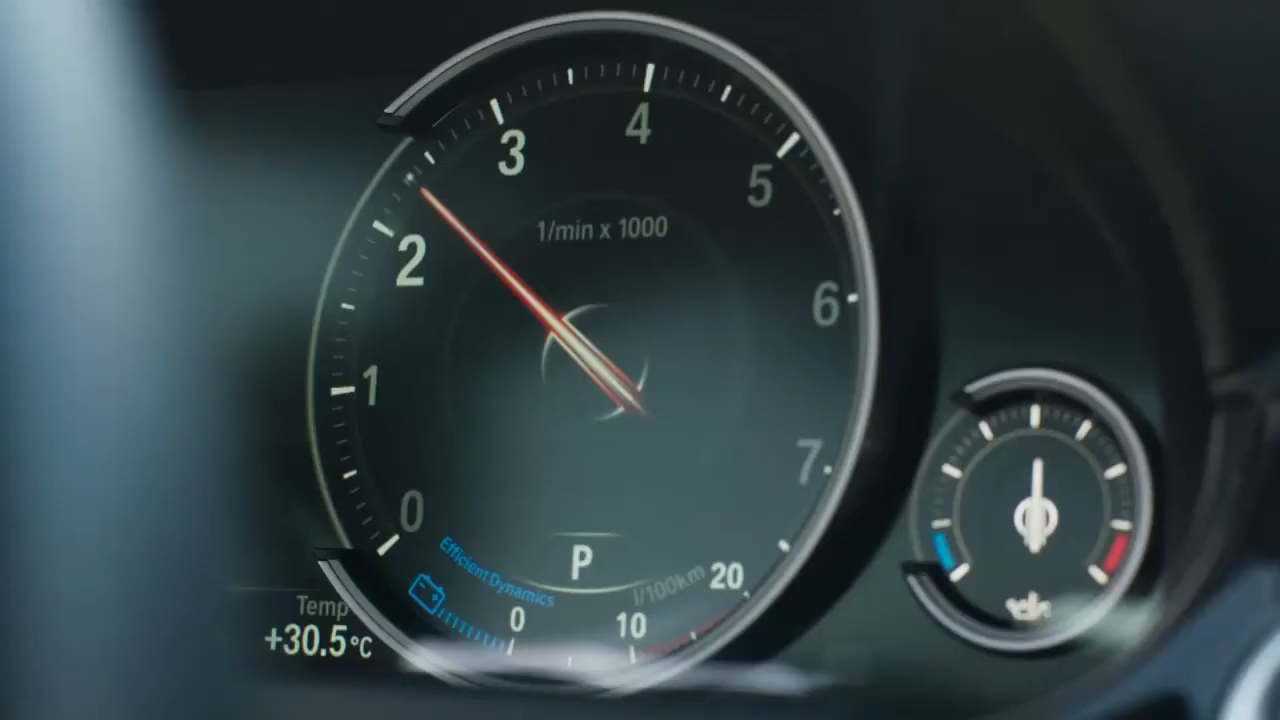 4
3
5
1/min x 1000
2
6
1
7
0
Efficient Dynamics
P
l/100km
20
0
10
Temp
+30.5°C